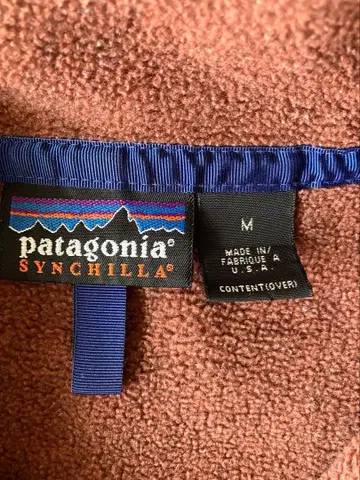 patagonia®
SYNCHILLA®
M
MADE IN/
FABRIQUE A
U.S.A.
CONTENT(OVER)